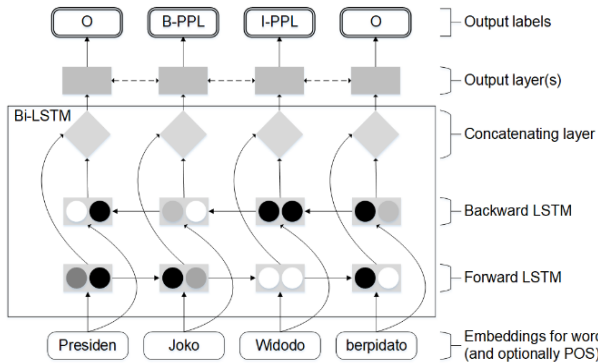 O B-PPL I-PPL O Output labels
Output layer(s)
Bi-LSTM
Concatenating layer
Backward LSTM
Forward LSTM
Presiden Joko Widodo berpidato
Embeddings for word
(and optionally POS)